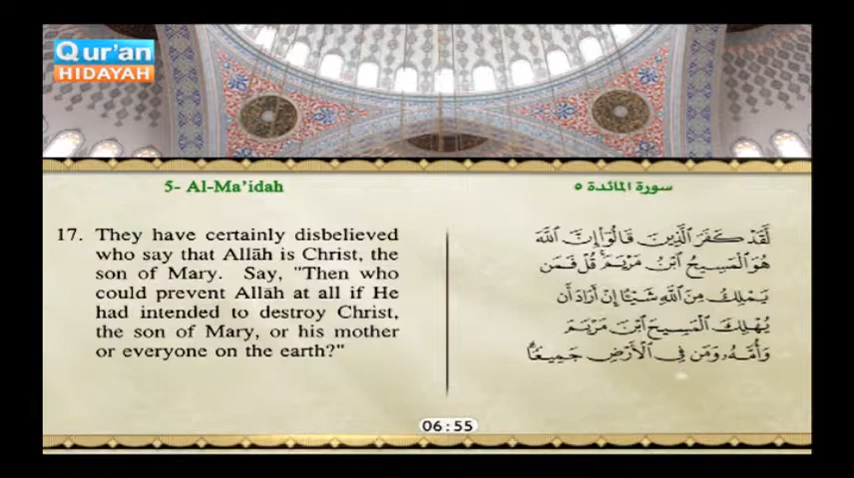 Qur'an
HIDAYAH
5- Al-Ma'idah
سورة المائدة ٥
17. They have certainly disbelieved
who say that Allāh is Christ, the
son of Mary. Say, "Then who
could prevent Allāh at all if He
had intended to destroy Christ,
the son of Mary, or his mother
or everyone on the earth?"
لَقَدْ كَفَرَ الَّذِينَ قَالُوا إِنَّ اللَّهَ
هُوَ الْمَسِيحُ ابْنُ مَرْيَمَ ۚ قُلْ فَمَن
يَمْلِكُ مِنَ اللَّهِ شَيْئًا إِنْ أَرَادَ أَن
يُهْلِكَ الْمَسِيحَ ابْنَ مَرْيَمَ
وَأُمَّهُ وَمَن فِي الْأَرْضِ جَمِيعًا ۗ
06:55